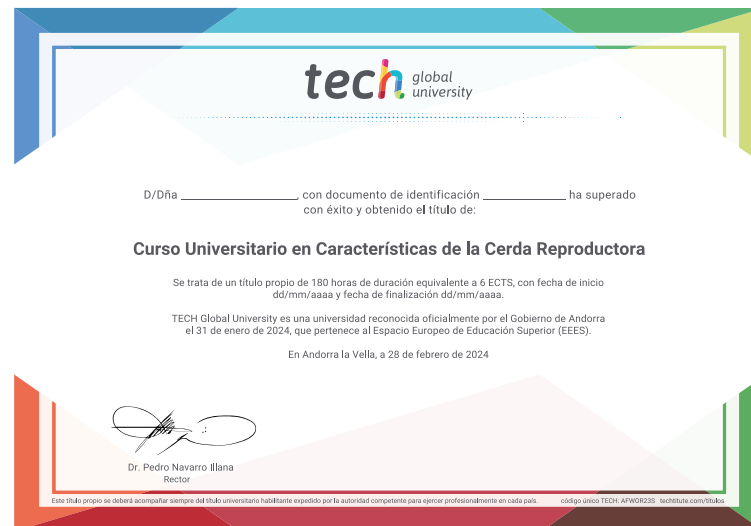 tech global university
D/Dña ____________, con documento de identificación ____________ ha superado
con éxito y obtenido el título de:
Curso Universitario en Características de la Cerda Reproductora
Se trata de un título propio de 180 horas de duración equivalente a 6 ECTS, con fecha de inicio
dd/mm/aaaa y fecha de finalización dd/mm/aaaa.
TECH Global University es una universidad reconocida oficialmente por el Gobierno de Andorra
el 31 de enero de 2024, que pertenece al Espacio Europeo de Educación Superior (EEES).
En Andorra la Vella, a 28 de febrero de 2024
Dr. Pedro Navarro Illana
Rector
Este título propio se deberá acompañar siempre del título universitario habilitante expedido por la autoridad competente para ejercer profesionalmente en cada país. código único TECH: AFWOR23S techtitute.com/titulos